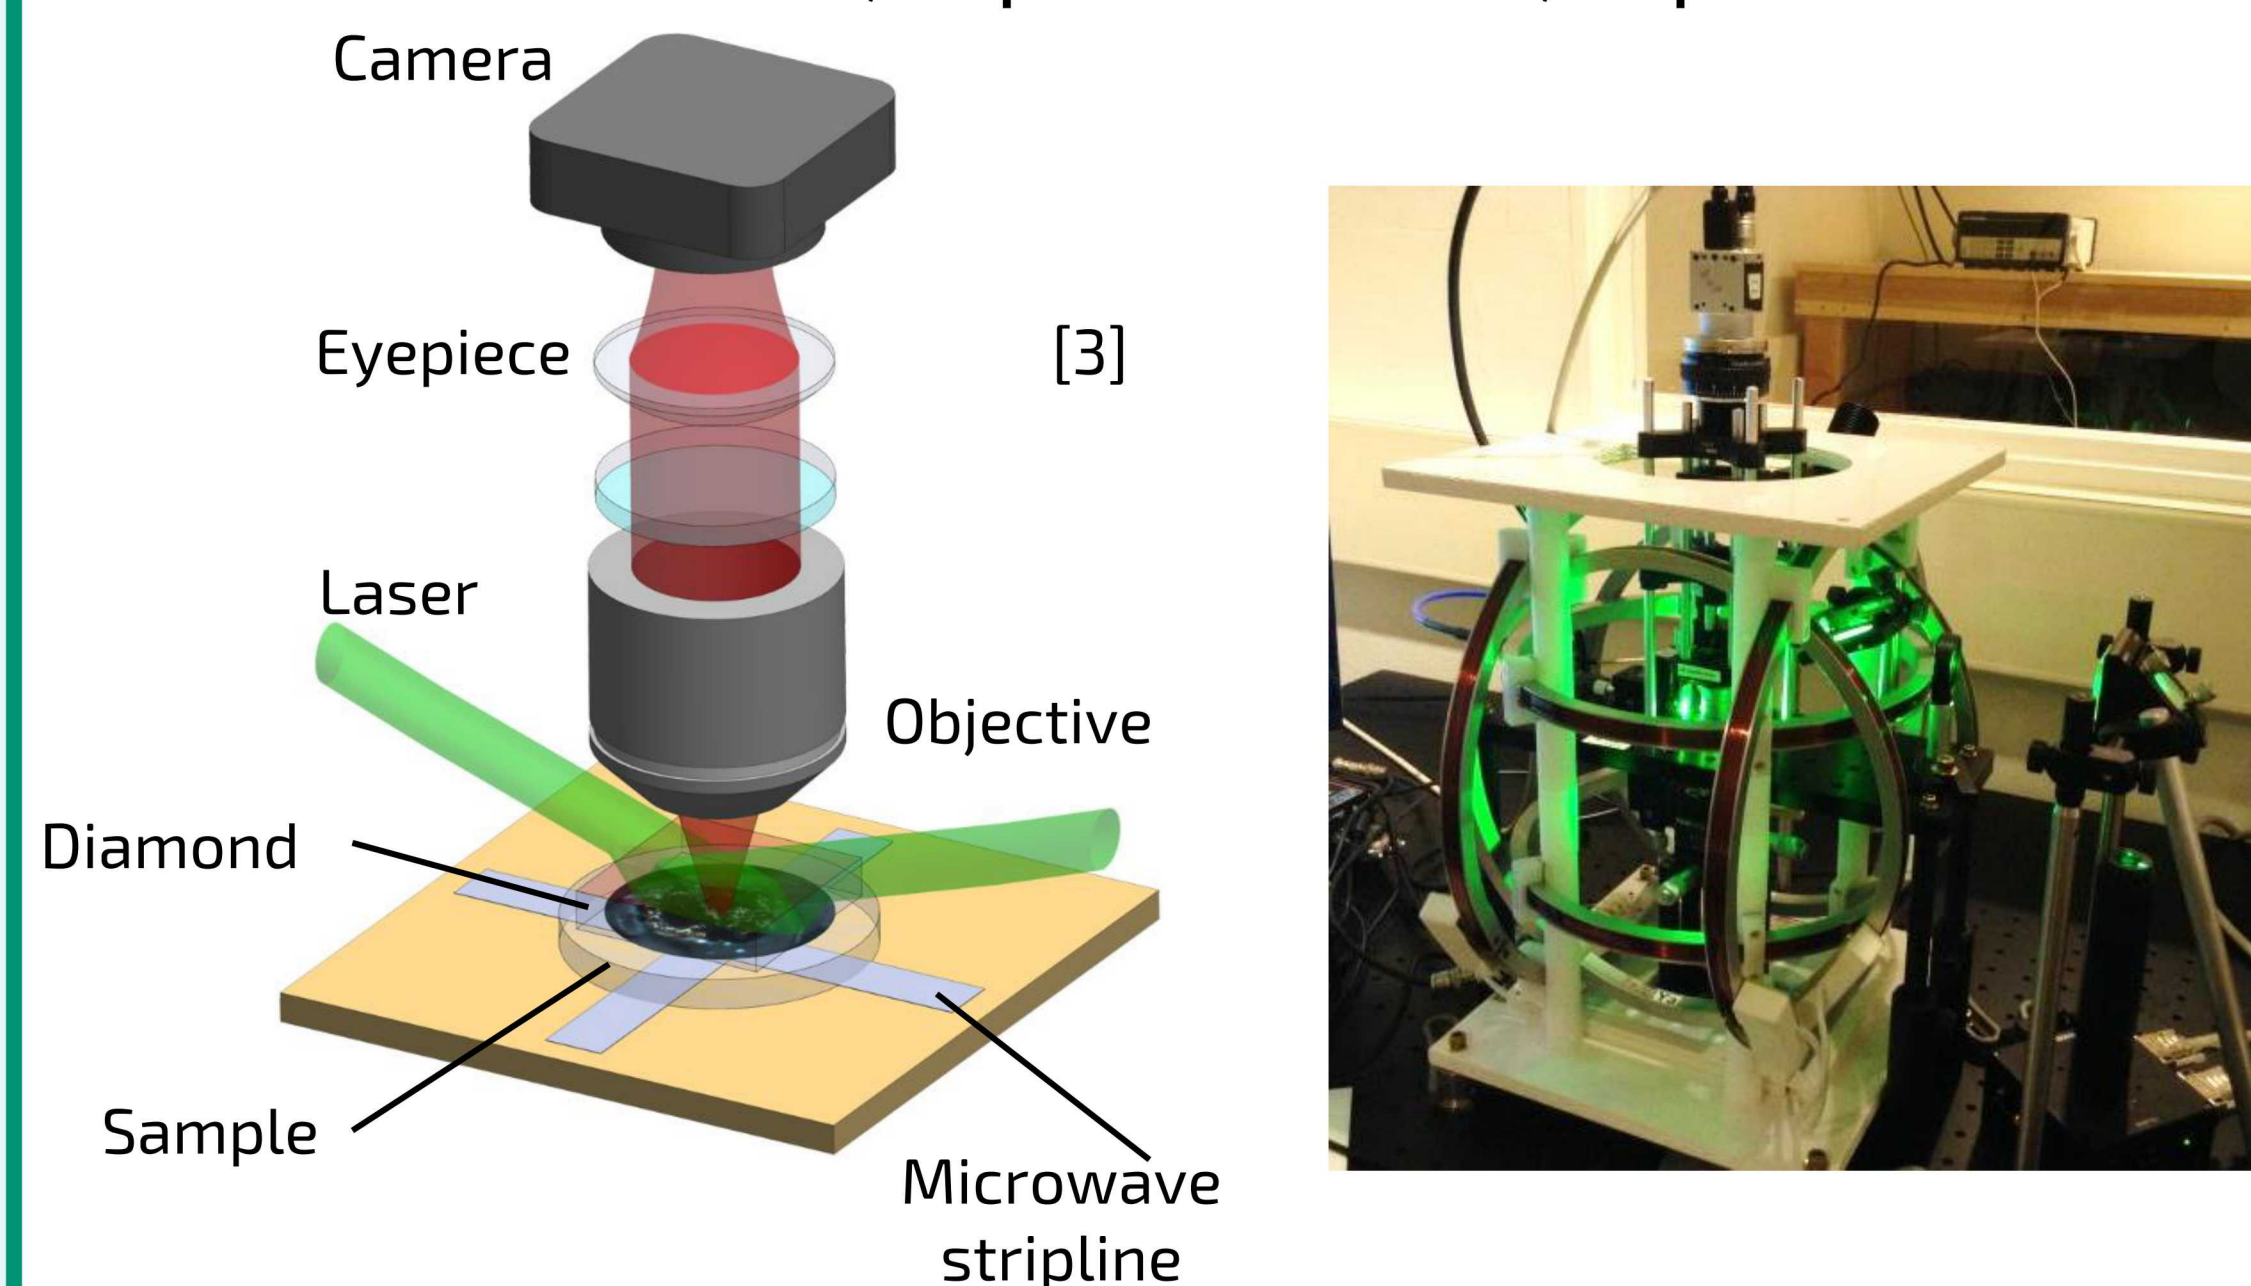 Camera
Eyepiece
[3]
Laser
Objective
Diamond
Sample
Microwave
stripline